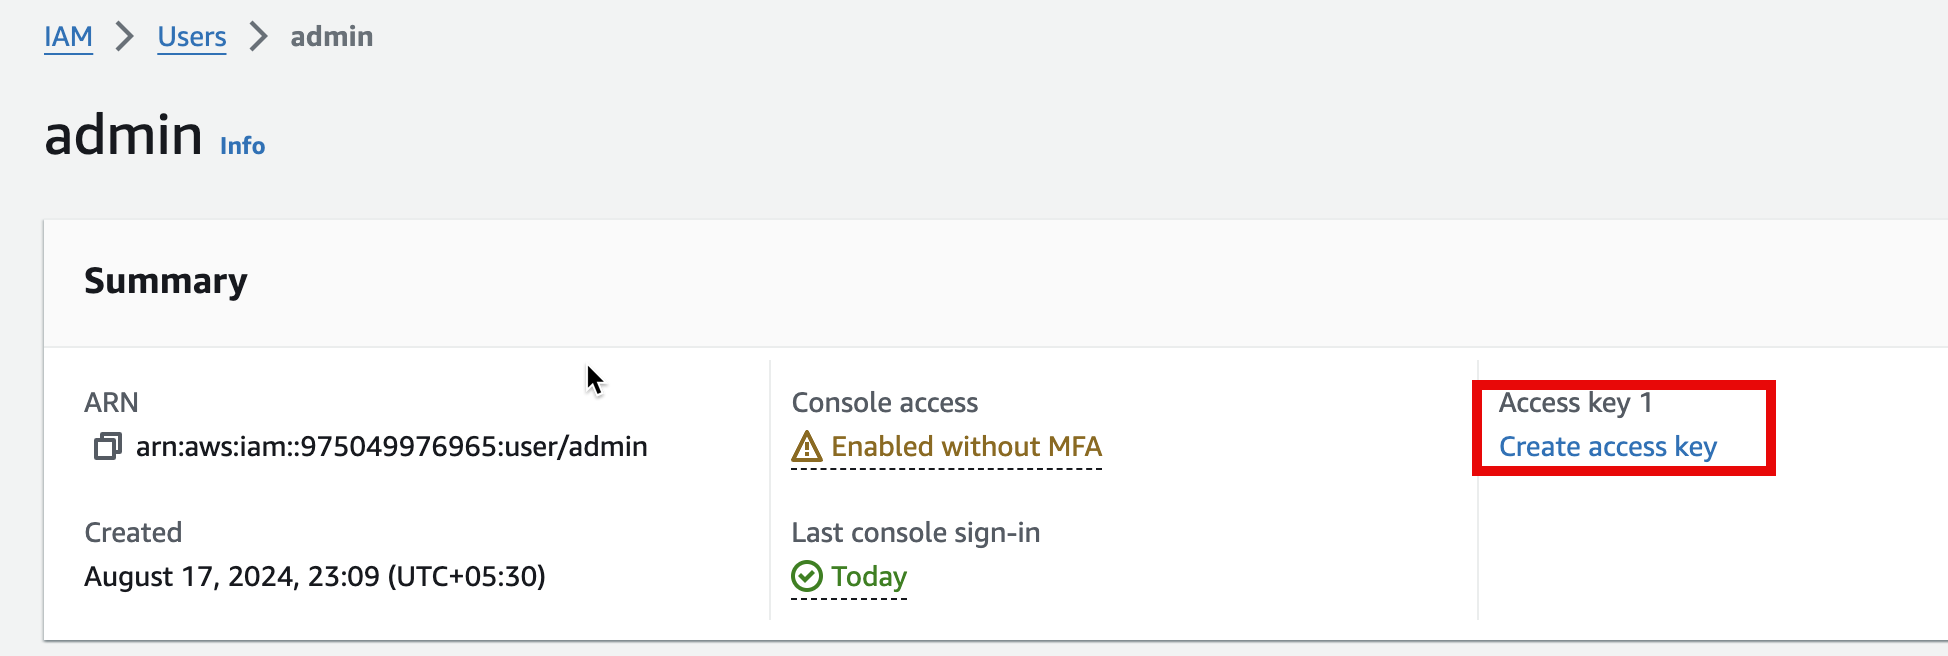 IAM > Users > admin
admin Info
Summary
ARN
arn:aws:iam::975049976965:user/admin
Created
August 17, 2024, 23:09 (UTC+05:30)
Console access
Enabled without MFA
Last console sign-in
Today
Access key 1
Create access key